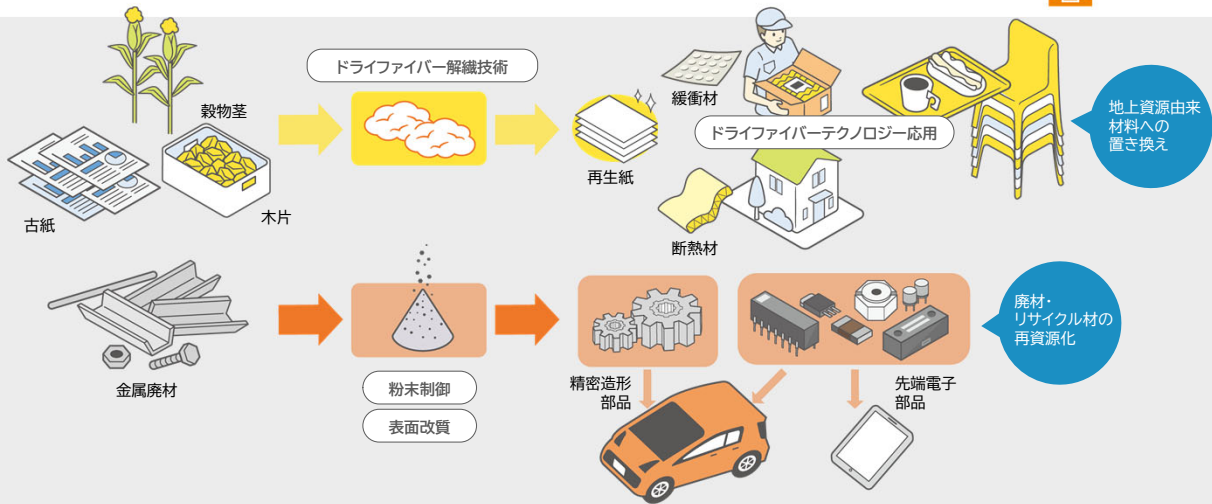 ドライファイバー解繊技術
穀物茎
古紙
木片
再生紙
緩衝材
ドライファイバーテクノロジー応用
断熱材
地上資源由来
材料への
置き換え
金属廃材
粉末制御
表面改質
精密造形
部品
先端電子
部品
廃材・
リサイクル材の
再資源化